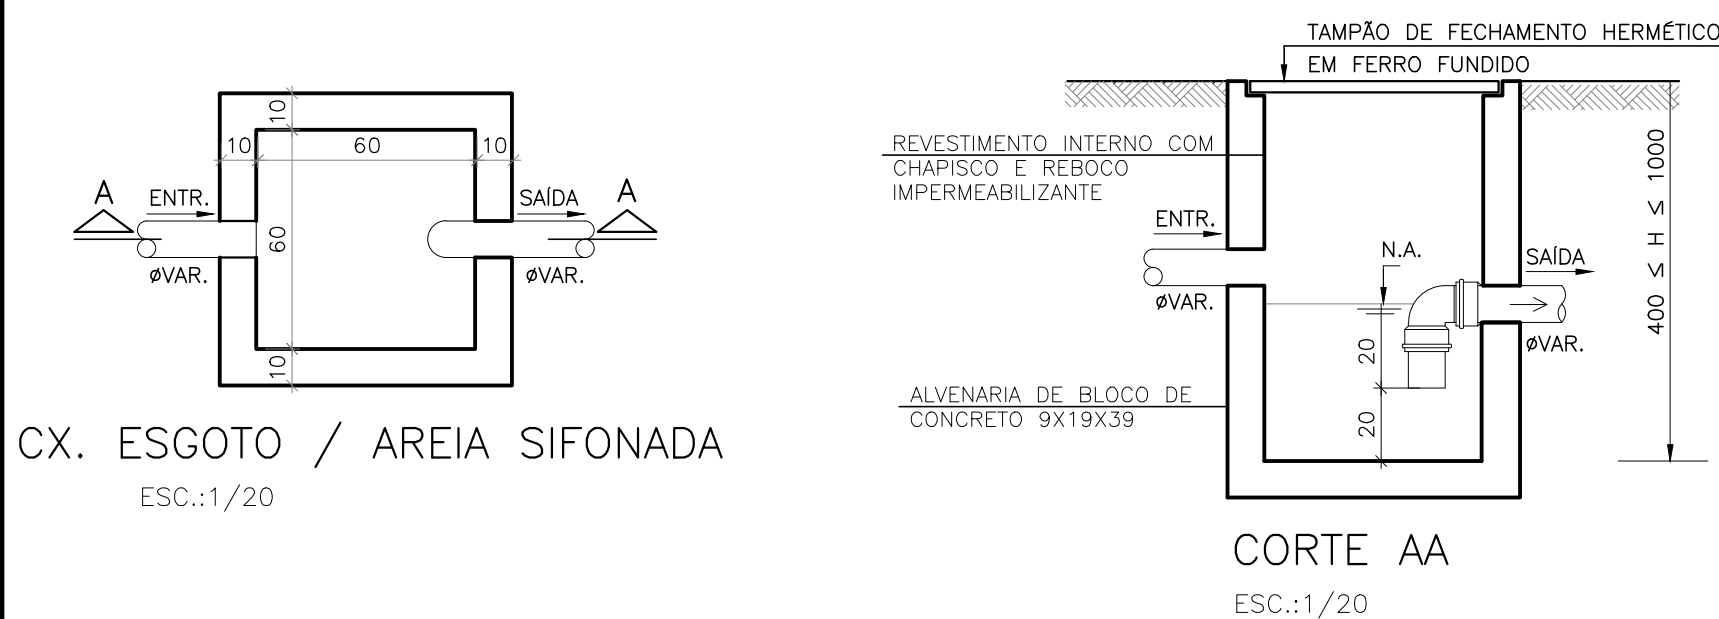 10
10 60 10
A ENTR. SAÍDA A
60
øVAR. øVAR.
10
CX. ESGOTO / AREIA SIFONADA
ESC.:1/20
TAMPÃO DE FECHAMENTO HERMÉTICO
EM FERRO FUNDIDO
REVESTIMENTO INTERNO COM
CHAPISCO E REBOCO
IMPERMEABILIZANTE
ENTR.
øVAR.
N.A.
SAÍDA
øVAR.
400 ≤ H ≤ 1000
20
20
ALVENARIA DE BLOCO DE
CONCRETO 9X19X39
CORTE AA
ESC.:1/20